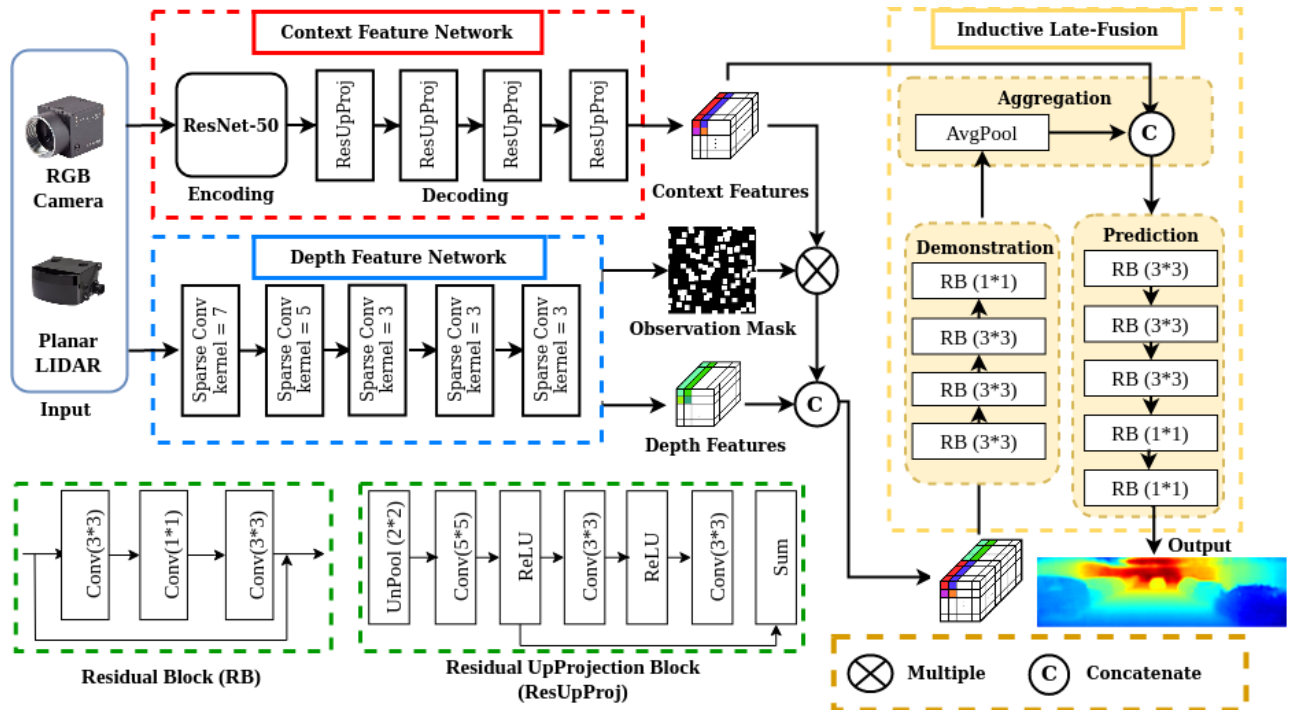 Context Feature Network
Inductive Late-Fusion
RGB
Camera
ResNet-50
Encoding
ResUpProj
ResUpProj
ResUpProj
ResUpProj
Decoding
Context Features
Aggregation
AvgPool
C
Planar
LIDAR
Input
Depth Feature Network
Sparse Conv
kernel = 7
Sparse Conv
kernel = 5
Sparse Conv
kernel = 3
Sparse Conv
kernel = 3
Sparse Conv
kernel = 3
Observation Mask
Depth Features
C
Demonstration
RB (1*1)
RB (3*3)
RB (3*3)
RB (3*3)
Prediction
RB (3*3)
RB (3*3)
RB (3*3)
RB (1*1)
RB (1*1)
Output
Conv(3*3)
Conv(1*1)
Conv(3*3)
Residual Block (RB)
UnPool (2*2)
Conv(5*5)
ReLU
Conv(3*3)
ReLU
Conv(3*3)
Sum
Residual UpProjection Block
(ResUpProj)
Multiple
C
Concatenate